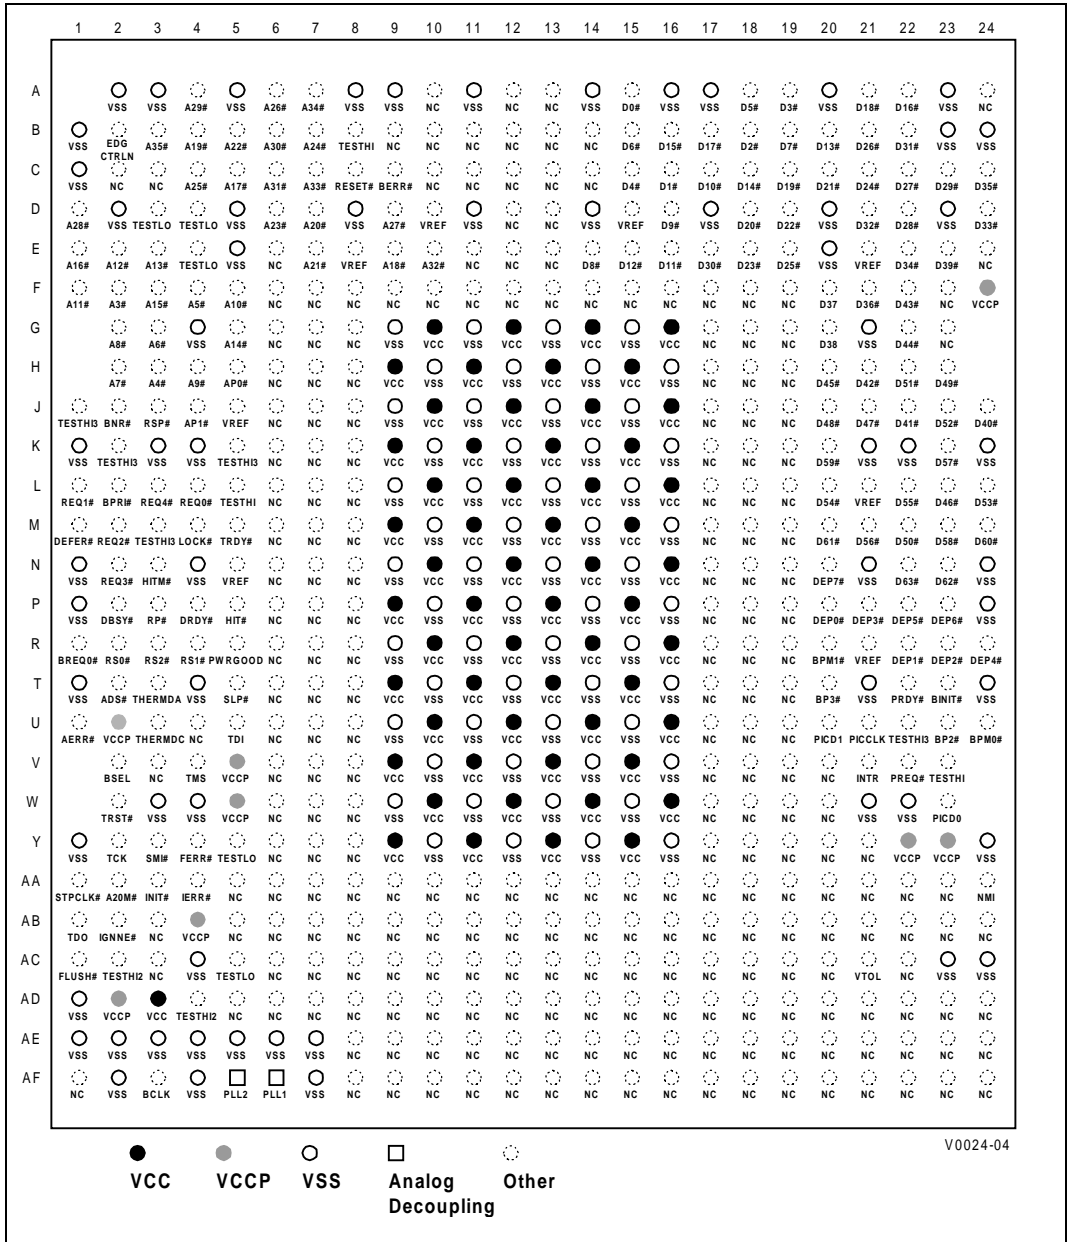 1 2 3 4 5 6 7 8 9 10 11 12 13 14 15 16 17 18 19 20 21 22 23 24
A
VSS VSS A29# VSS A26# A34# VSS VSS NC VSS NC NC VSS D0# VSS VSS D5# D3# VSS D18# D16# VSS NC
B
VSS EDG CTRLN A35# A19# A22# A30# A24# TESTHI NC NC NC NC NC NC D6# D15# D17# D2# D7# D13# D26# D31# VSS VSS
C
VSS NC NC A25# A17# A31# A33# RESET# BERR# NC NC NC NC NC D4# D1# D10# D14# D19# D21# D24# D27# D29# D35#
D
A28# VSS TESTLO TESTLO VSS A23# A20# VSS A27# VREF VSS NC NC VSS VREF D9# VSS D20# D22# VSS D32# D28# VSS D33#
E
A16# A12# A13# TESTLO VSS NC A21# VREF A18# A32# NC NC NC D8# D12# D11# D30# D23# D25# VSS VREF D34# D39# NC
F
A11# A3# A15# A5# A10# NC NC NC NC NC NC NC NC NC NC NC NC NC NC D37 D36# D43# NC VCCP
G
A8# A6# VSS A14# NC NC NC VSS VCC VSS VCC VSS VCC VSS VCC NC NC NC D38 VSS D44# NC
H
A7# A4# A9# AP0# NC NC NC VCC VSS VCC VSS VCC VSS VCC VSS NC NC NC D45# D42# D51# D49#
J
TESTHI3 BNR# RSP# AP1# VREF NC NC NC VSS VCC VSS VCC VSS VCC VSS VCC NC NC NC D48# D47# D41# D52# D40#
K
VSS TESTHI3 VSS VSS TESTHI3 NC NC NC VCC VSS VCC VSS VCC VSS VCC VSS NC NC NC D59# VSS VSS D57# VSS
L
REQ1# BPRI# REQ4# REQ0# TESTHI NC NC NC VSS VCC VSS VCC VSS VCC VSS VCC NC NC NC D54# VREF D55# D46# D53#
M
DEFER# REQ2# TESTHI3 LOCK# TRDY# NC NC NC VCC VSS VCC VSS VCC VSS VCC VSS NC NC NC D61# D56# D50# D58# D60#
N
VSS REQ3# HITM# VSS VREF NC NC NC VSS VCC VSS VCC VSS VCC VSS VCC NC NC NC DEP7# VSS D63# D62# VSS
P
VSS DBSY# RP# DRDY# HIT# NC NC NC VCC VSS VCC VSS VCC VSS VCC VSS NC NC NC DEP0# DEP3# DEP5# DEP6# VSS
R
BREQ0# RS0# RS2# RS1# PWRGOOD NC NC NC VSS VCC VSS VCC VSS VCC VSS VCC NC NC NC BPM1# VREF DEP1# DEP2# DEP4#
T
VSS ADS# THERMDA VSS SLP# NC NC NC VCC VSS VCC VSS VCC VSS VCC VSS NC NC NC BP3# VSS PRDY# BINIT# VSS
U
AERR# VCCP THERMDC NC TDI NC NC NC VSS VCC VSS VCC VSS VCC VSS VCC NC NC NC PICD1 PICCLK TESTHI3 BP2# BPM0#
V
BSEL NC TMS VCCP NC NC NC VCC VSS VCC VSS VCC VSS VCC VSS NC NC NC NC INTR PREQ# TESTHI
W
TRST# VSS VSS VCCP NC NC NC VSS VCC VSS VCC VSS VCC VSS VCC NC NC NC NC VSS VSS PICD0
Y
VSS TCK SMI# FERR# TESTLO NC NC NC VCC VSS VCC VSS VCC VSS VCC VSS NC NC NC NC NC VCCP VCCP VSS
AA
STPCLK# A20M# INIT# IERR# NC NC NC NC NC NC NC NC NC NC NC NC NC NC NC NC NC NC NC NMI
AB
TDO IGNNE# NC VCCP NC NC NC NC NC NC NC NC NC NC NC NC NC NC NC NC NC NC NC NC
AC
FLUSH# TESTHI2 NC VSS TESTLO NC NC NC NC NC NC NC NC NC NC NC NC NC NC NC VTOL NC VSS VSS
AD
VSS VCCP VCC TESTHI2 NC NC NC NC NC NC NC NC NC NC NC NC NC NC NC NC NC NC NC NC
AE
VSS VSS VSS VSS VSS VSS VSS NC NC NC NC NC NC NC NC NC NC NC NC NC NC NC NC NC
AF
NC VSS BCLK VSS PLL2 PLL1 VSS NC NC NC NC NC NC NC NC NC NC NC NC NC NC NC NC NC
V0024-04
VCC VCCP VSS Analog Decoupling Other